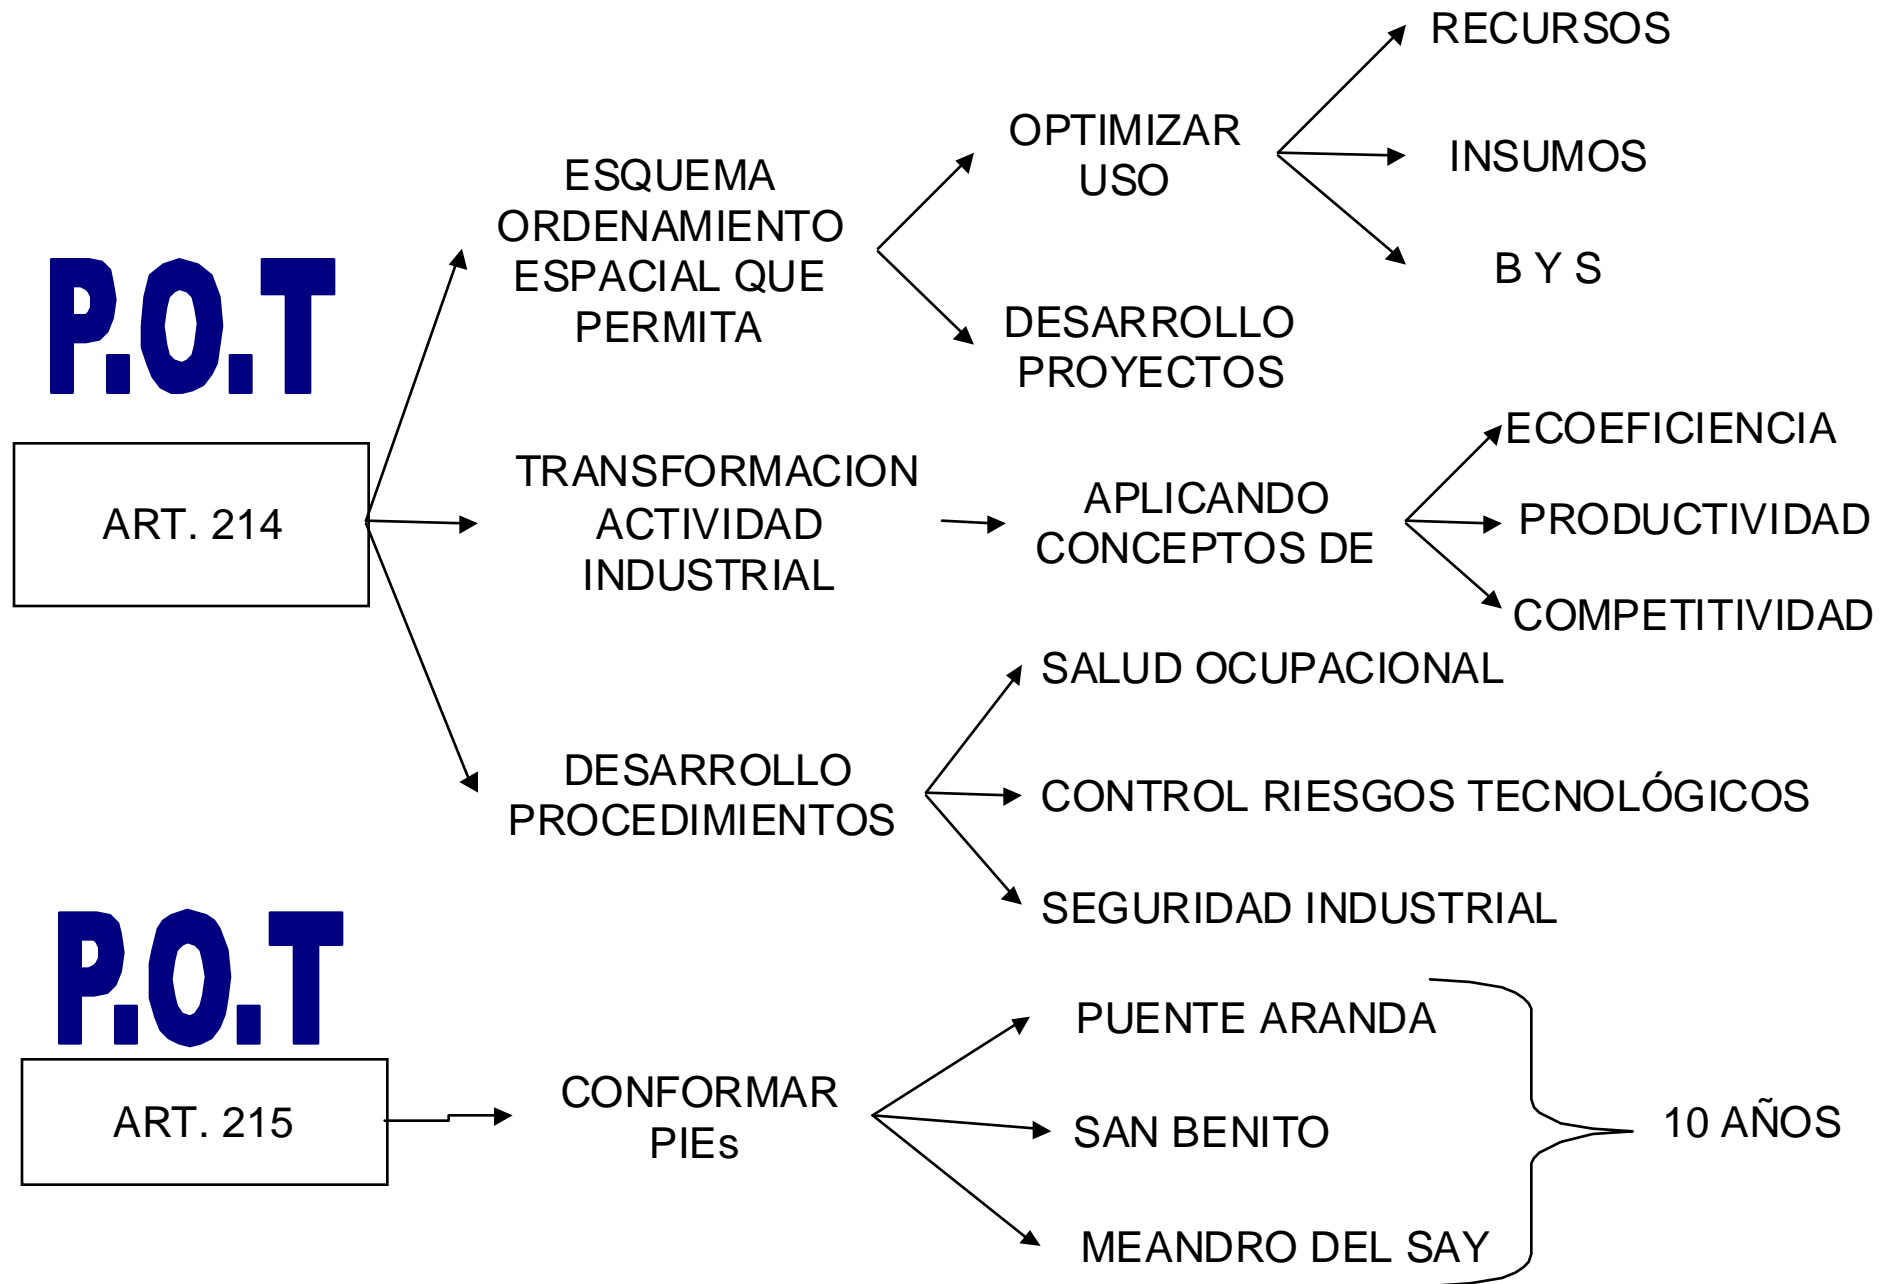 P.O.T
ART. 214
ESQUEMA
ORDENAMIENTO
ESPACIAL QUE
PERMITA
OPTIMIZAR
USO
RECURSOS
INSUMOS
B Y S
DESARROLLO
PROYECTOS
TRANSFORMACION
ACTIVIDAD
INDUSTRIAL
APLICANDO
CONCEPTOS DE
ECOEFICIENCIA
PRODUCTIVIDAD
COMPETITIVIDAD
DESARROLLO
PROCEDIMIENTOS
SALUD OCUPACIONAL
CONTROL RIESGOS TECNOLÓGICOS
SEGURIDAD INDUSTRIAL
P.O.T
ART. 215
CONFORMAR
PIEs
PUENTE ARANDA
SAN BENITO
MEANDRO DEL SAY
10 AÑOS